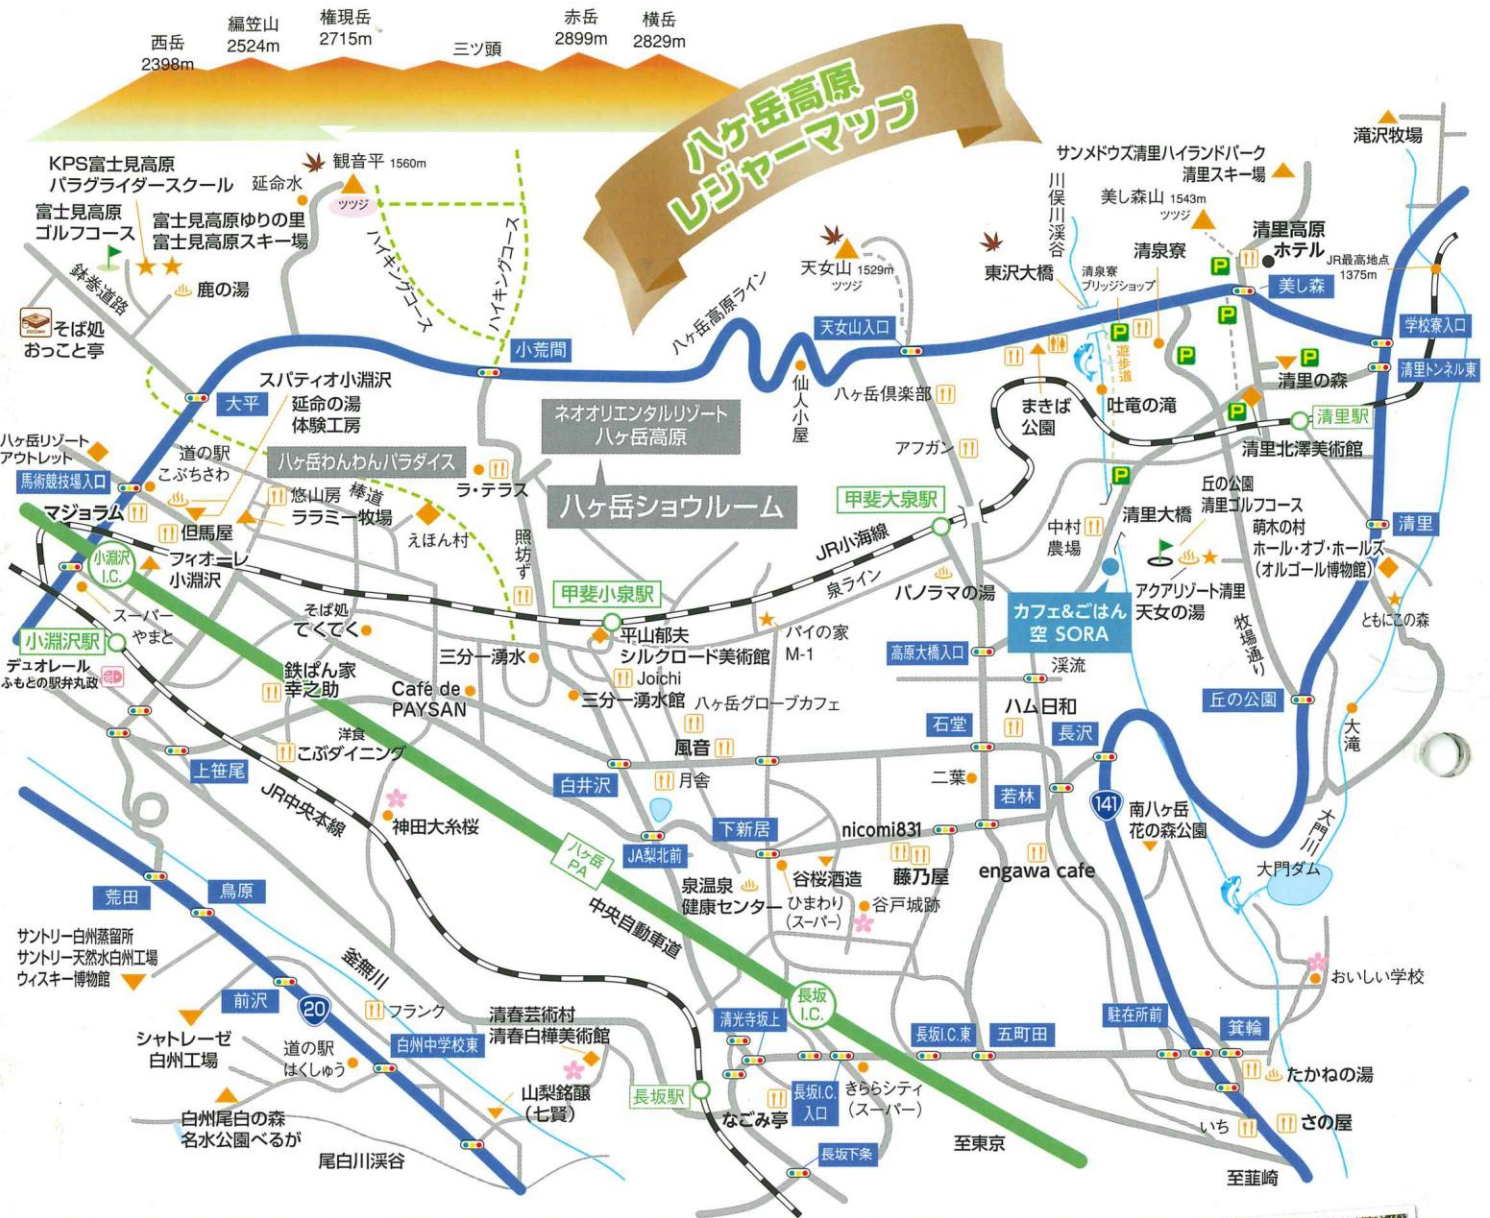 西岳
2398m
編笠山
2524m
権現岳
2715m
三ツ頭
赤岳
2899m
横岳
2829m
八ヶ岳高原
レジャーマップ
KPS富士見高原
パラグライダースクール
富士見高原
ゴルフコース
富士見高原ゆりの里
富士見高原スキー場
延命水
観音平 1560m
ツツジ
鉢巻道路
鹿の湯
そば処
おっこと亭
ハイキングコース
ハイキングコース
八ヶ岳高原ライン
天女山 1529m
ツツジ
天女山入口
仙人小屋
東沢大橋
川俣川渓谷
サンメドウズ清里ハイランドパーク
清里スキー場
美し森山 1543m
ツツジ
清泉寮
清泉寮
ブリッジショップ
清里高原
ホテル
滝沢牧場
JR最高地点
1375m
美し森
学校寮入口
清里トンネル東
清里の森
清里駅
清里北澤美術館
遊歩道
吐竜の滝
まきば
公園
八ヶ岳倶楽部
アフガン
小荒間
大平
スパティオ小淵沢
延命の湯
体験工房
八ヶ岳リゾート
アウトレット
道の駅
こぶちさわ
馬術競技場入口
マジョラム
但馬屋
悠山房
ララミー牧場
棒道
えほん村
八ヶ岳わんわんパラダイス
ネオオリエンタルリゾート
八ヶ岳高原
八ヶ岳ショウルーム
ラ・テラス
照坊ず
甲斐大泉駅
JR小海線
泉ライン
パノラマの湯
中村
農場
清里大橋
丘の公園
清里ゴルフコース
萌木の村
ホール・オブ・ホールズ
(オルゴール博物館)
清里
アクアリゾート清里
天女の湯
カフェ&ごはん
空 SORA
牧場通り
ともにこの森
小淵沢
I.C.
フィオーレ
小淵沢
スーパー
やまと
小淵沢駅
デュオレール
ふもとの駅弁丸政
そば処
てくてく
甲斐小泉駅
平山郁夫
シルクロード美術館
Joichi
三分一湧水
三分一湧水館
パイの家
M-1
八ヶ岳グローブカフェ
高原大橋入口
渓流
鉄ぱん家
幸之助
Café de
PAYSAN
洋食
こぶダイニング
上笹尾
JR中央本線
神田大糸桜
風音
月舎
白井沢
石堂
ハム日和
長沢
丘の公園
大滝
二葉
若林
141
南八ヶ岳
花の森公園
大門川
大門ダム
下新居
JA梨北前
八ヶ岳
PA
nicomi831
藤乃屋
engawa cafe
谷桜酒造
泉温泉
健康センター
ひまわり
(スーパー)
谷戸城跡
中央自動車道
荒田
鳥原
サントリー白州蒸留所
サントリー天然水白州工場
ウィスキー博物館
釜無川
前沢
20
フランク
白州中学校東
シャトレーゼ
白州工場
道の駅
はくしゅう
清春芸術村
清春白樺美術館
山梨銘醸
(七賢)
白州尾白の森
名水公園べるが
尾白川渓谷
長坂駅
清光寺坂上
長坂
I.C.
長坂I.C.
入口
なごみ亭
きららシティ
(スーパー)
長坂下条
長坂I.C.東
五町田
至東京
駐在所前
箕輪
おいしい学校
たかねの湯
いち
さの屋
至韮崎